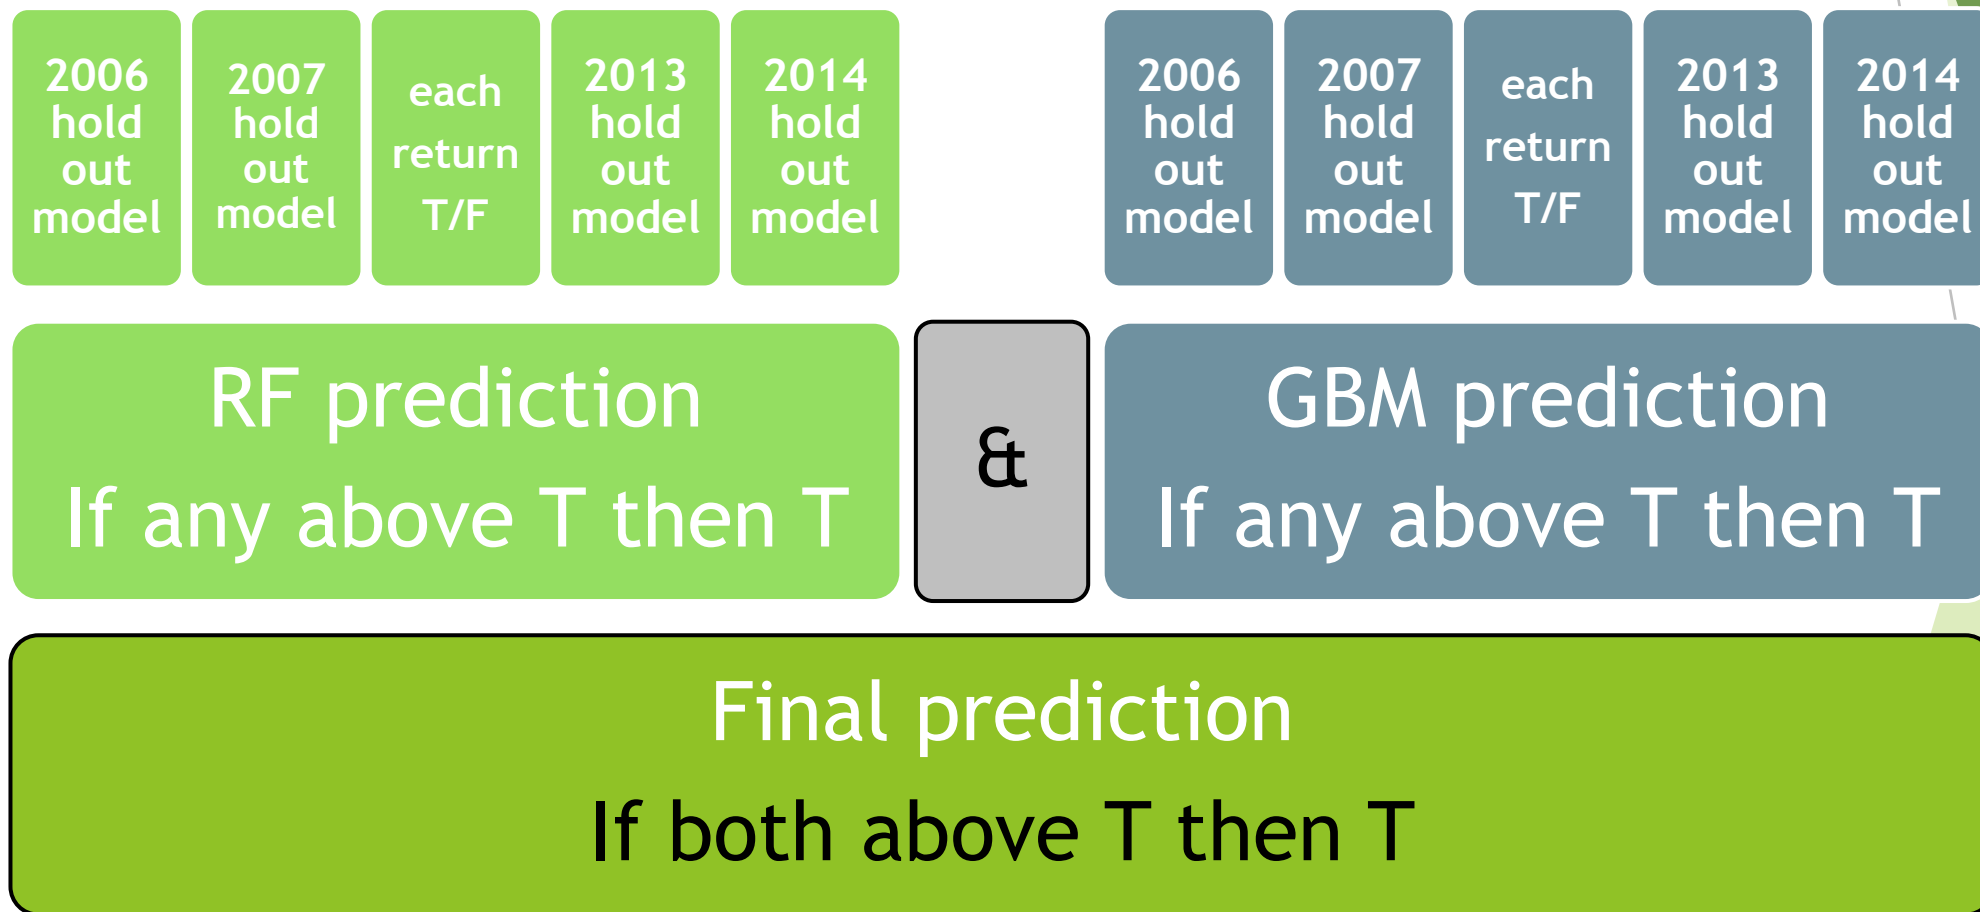 2006
hold
out
model
2007
hold
out
model
each
return
T/F
2013
hold
out
model
2014
hold
out
model
2006
hold
out
model
2007
hold
out
model
each
return
T/F
2013
hold
out
model
2014
hold
out
model
RF prediction
If any above T then T
&
GBM prediction
If any above T then T
Final prediction
If both above T then T